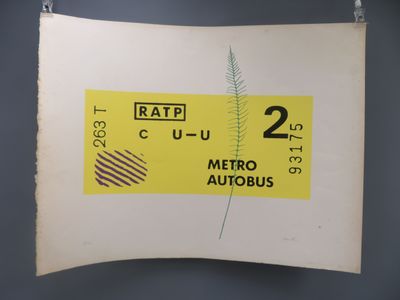 263 T
RATP
C U–U
2
93175
METRO
AUTOBUS